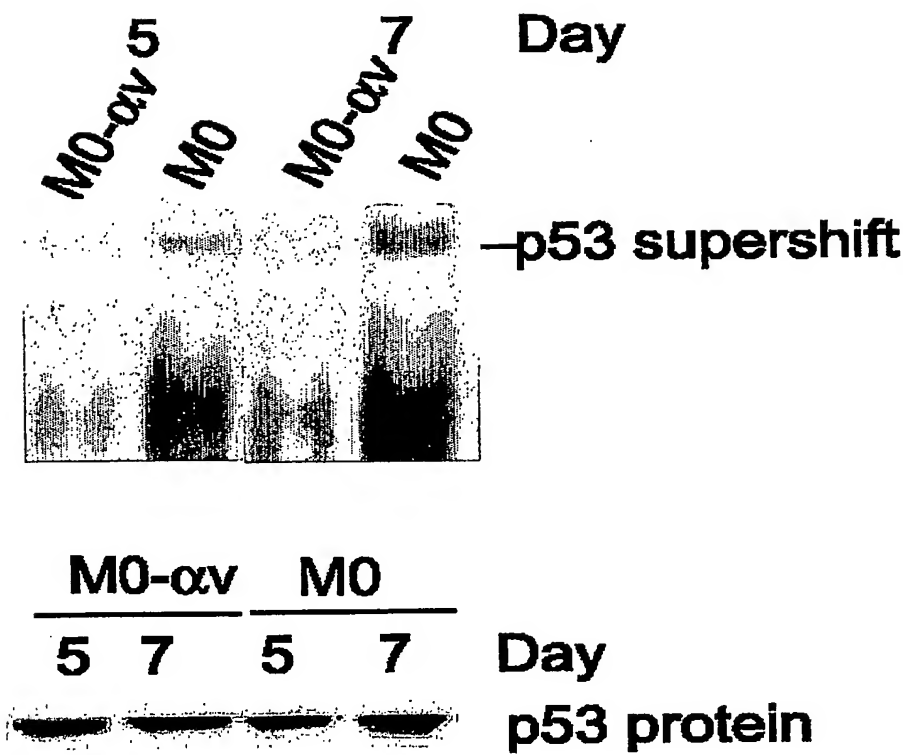 5 7 Day
M0-αv M0 M0-αv M0
p53 supershift
M0-αv M0
5 7 5 7 Day
p53 protein